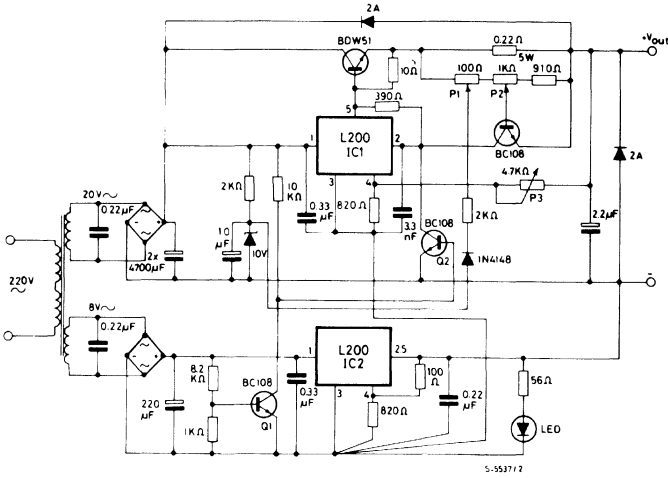 2A
BDW51
0.22Ω
5W
+Vout
10Ω
100Ω
1KΩ
910Ω
P1
P2
390Ω
5
1
L200
IC1
2
3
4
BC108
2A
20V~
0.22µF
2KΩ
10
KΩ
0.33
µF
820Ω
3.3
nF
4.7KΩ
P3
2KΩ
BC108
Q2
2.2µF
10
µF
10V
1N4148
2x
4700µF
220V
~
-
8V~
0.22µF
8.2
KΩ
BC108
Q1
1
L200
IC2
25
3
4
0.33
µF
100
Ω
820Ω
0.22
µF
56Ω
LED
220
µF
1KΩ
S-5537/2